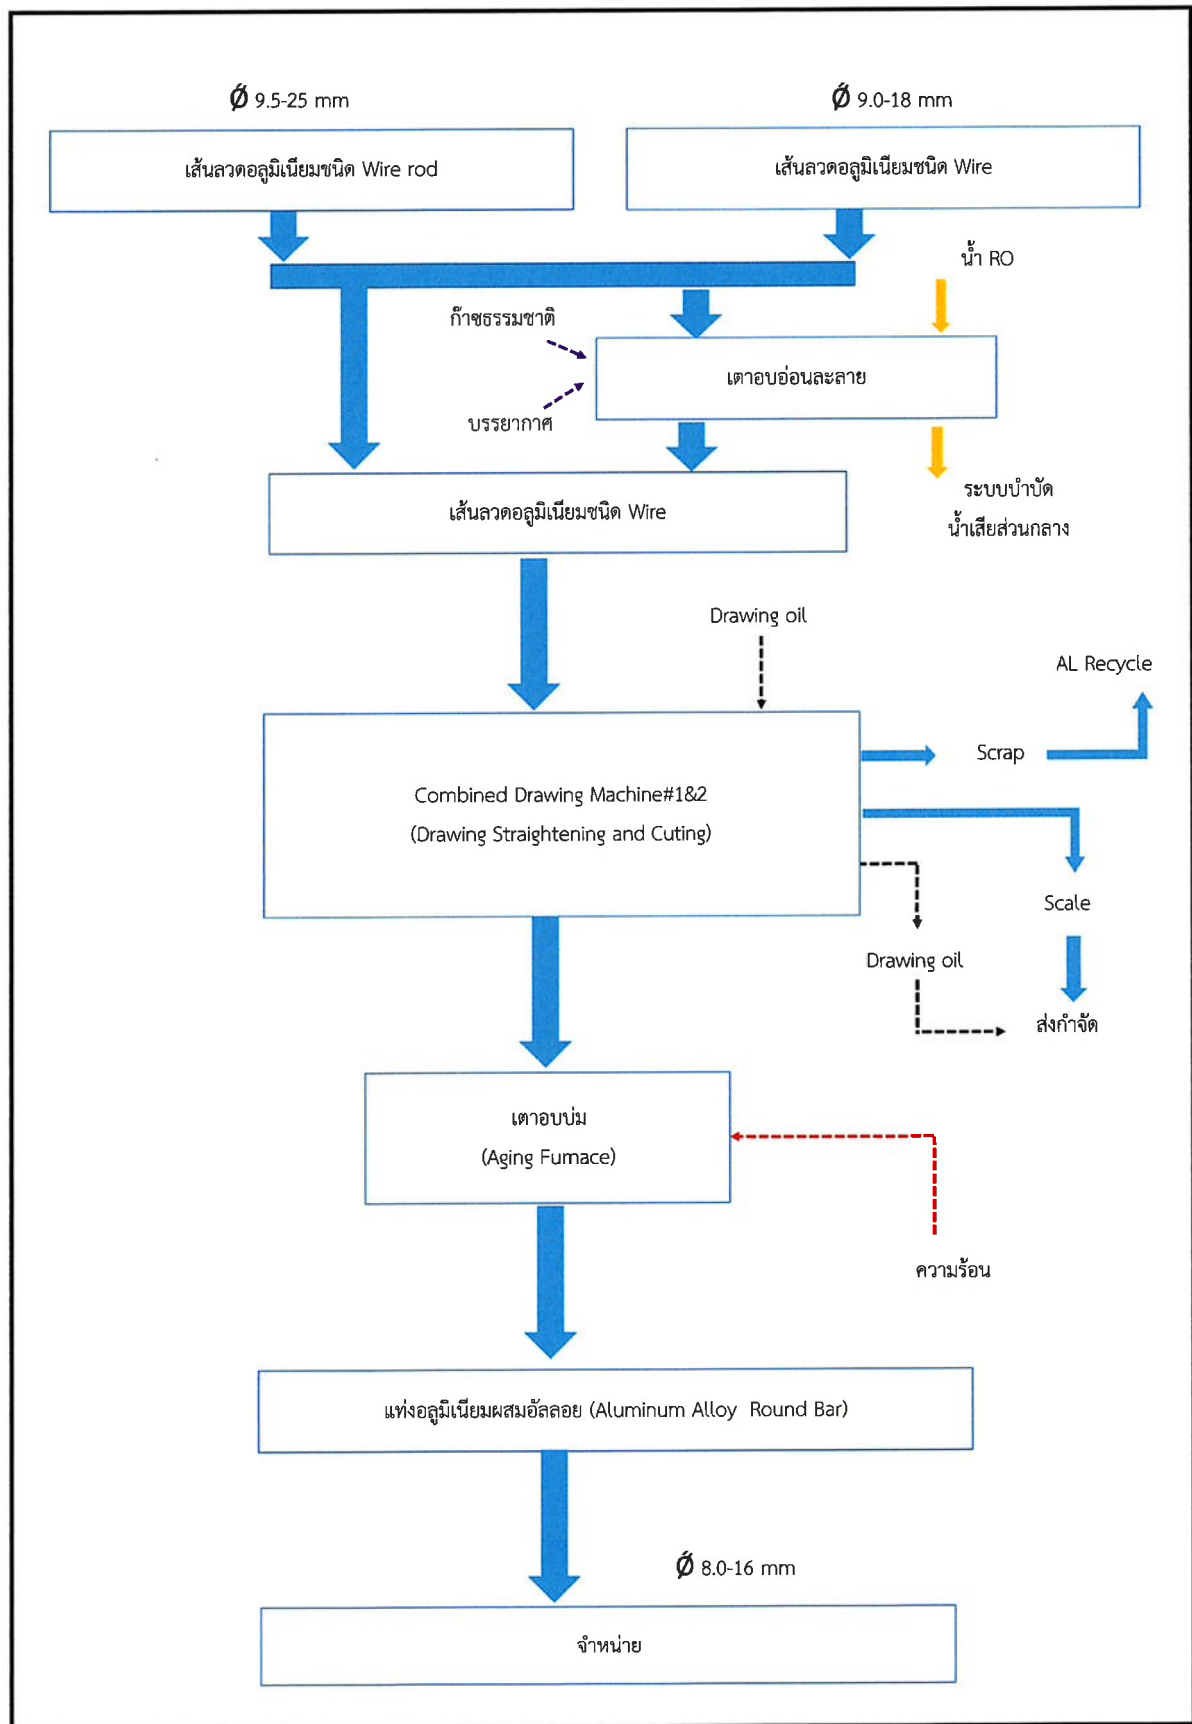 Ǿ 9.5-25 mm
Ǿ 9.0-18 mm
เส้นลวดอลูมิเนียมชนิด Wire rod
เส้นลวดอลูมิเนียมชนิด Wire
น้ำ RO
ก๊าซธรรมชาติ
เตาอบอ่อนละลาย
บรรยากาศ
ระบบบำบัด
น้ำเสียส่วนกลาง
เส้นลวดอลูมิเนียมชนิด Wire
Drawing oil
AL Recycle
Scrap
Combined Drawing Machine#1&2
(Drawing Straightening and Cuting)
Scale
Drawing oil
ส่งกำจัด
เตาอบบ่ม
(Aging Fumace)
ความร้อน
แท่งอลูมิเนียมผสมอัลลอย (Aluminum Alloy Round Bar)
Ǿ 8.0-16 mm
จำหน่าย